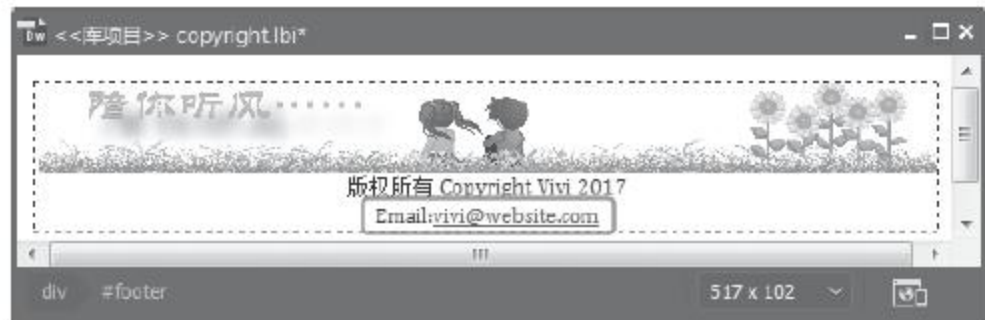 Dw <<库项目>> copyright.lbi*
陪你听风······
版权所有 Copyright Vivi 2017
Email:vivi@website.com
div #footer 517 x 102